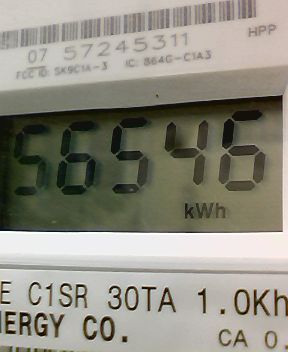 07 57245311
HPP
FCC ID: SK9C1A-3 IC: 864G-C1A3
56546
kWh
E C1SR 30TA 1.0Kh
NERGY CO.
CA 0.